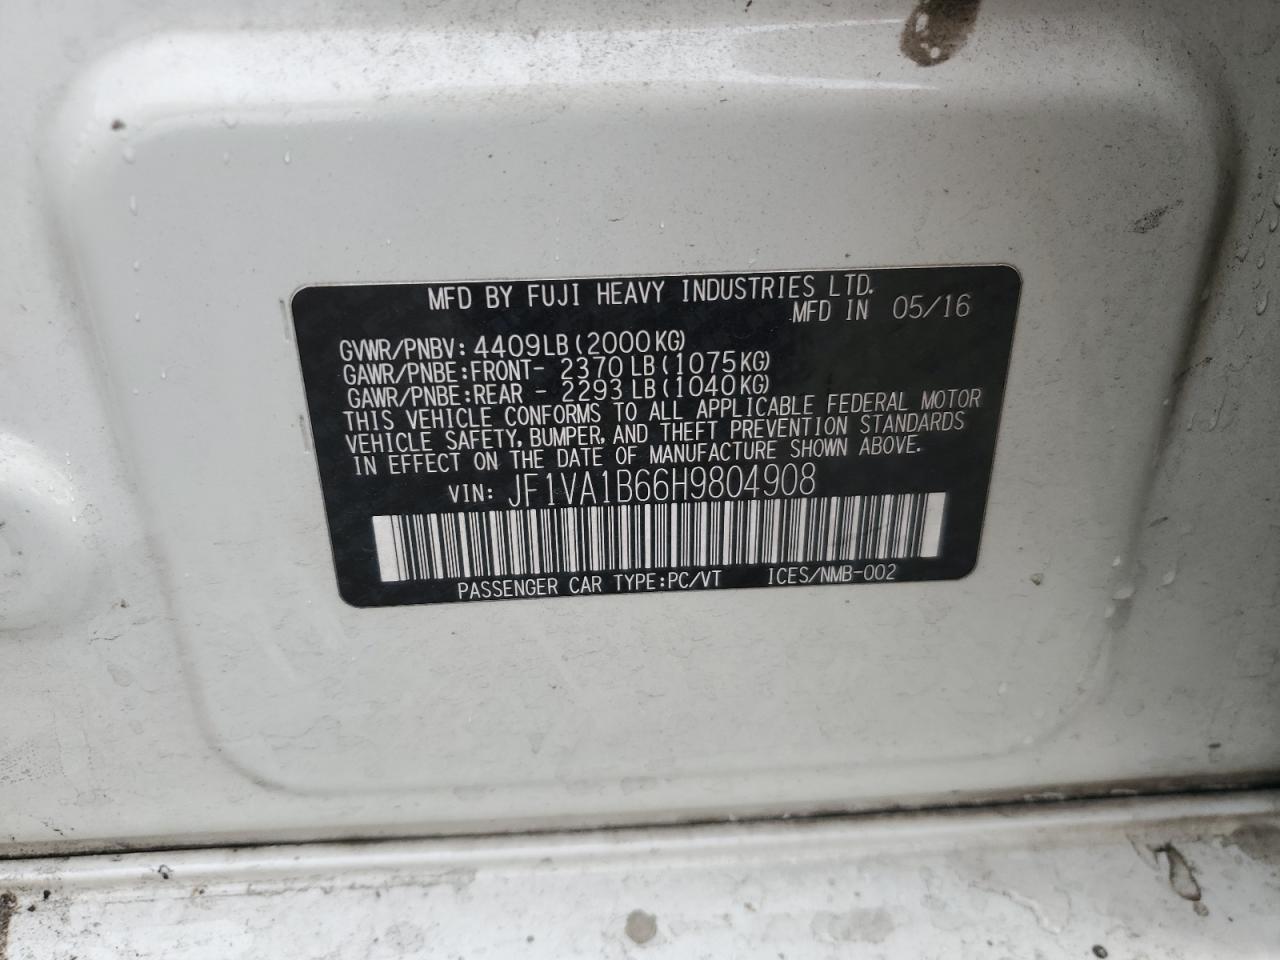 MFD BY FUJI HEAVY INDUSTRIES LTD.
MFD IN 05/16
GVWR/PNBV: 4409LB(2000KG)
GAWR/PNBE:FRONT- 2370LB(1075KG)
GAWR/PNBE:REAR - 2293LB(1040KG)
THIS VEHICLE CONFORMS TO ALL APPLICABLE FEDERAL MOTOR
VEHICLE SAFETY, BUMPER, AND THEFT PREVENTION STANDARDS
IN EFFECT ON THE DATE OF MANUFACTURE SHOWN ABOVE.
VIN: JF1VA1B66H9804908
PASSENGER CAR TYPE:PC/VT ICES/NMB-002